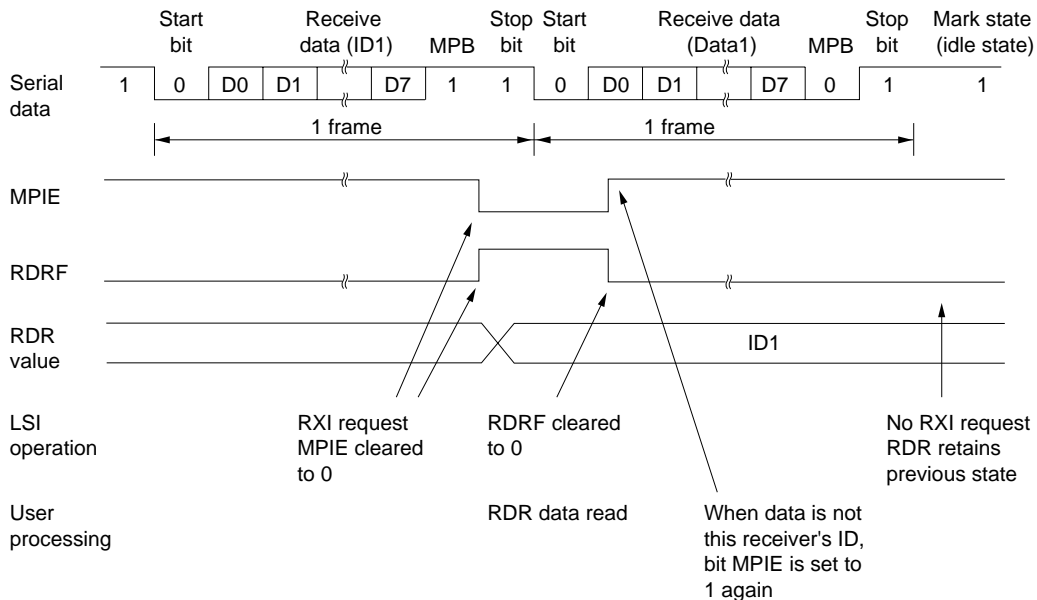 Start Receive Stop Start Receive data Stop Mark state
bit data (ID1) MPB bit bit (Data1) MPB bit (idle state)
Serial data 1 0 D0 D1 D7 1 1 0 D0 D1 D7 0 1 1
1 frame 1 frame
MPIE
RDRF
RDR
value
ID1
LSI
operation
RXI request
MPIE cleared
to 0
RDRF cleared
to 0
No RXI request
RDR retains
previous state
User
processing
RDR data read
When data is not
this receiver's ID,
bit MPIE is set to
1 again